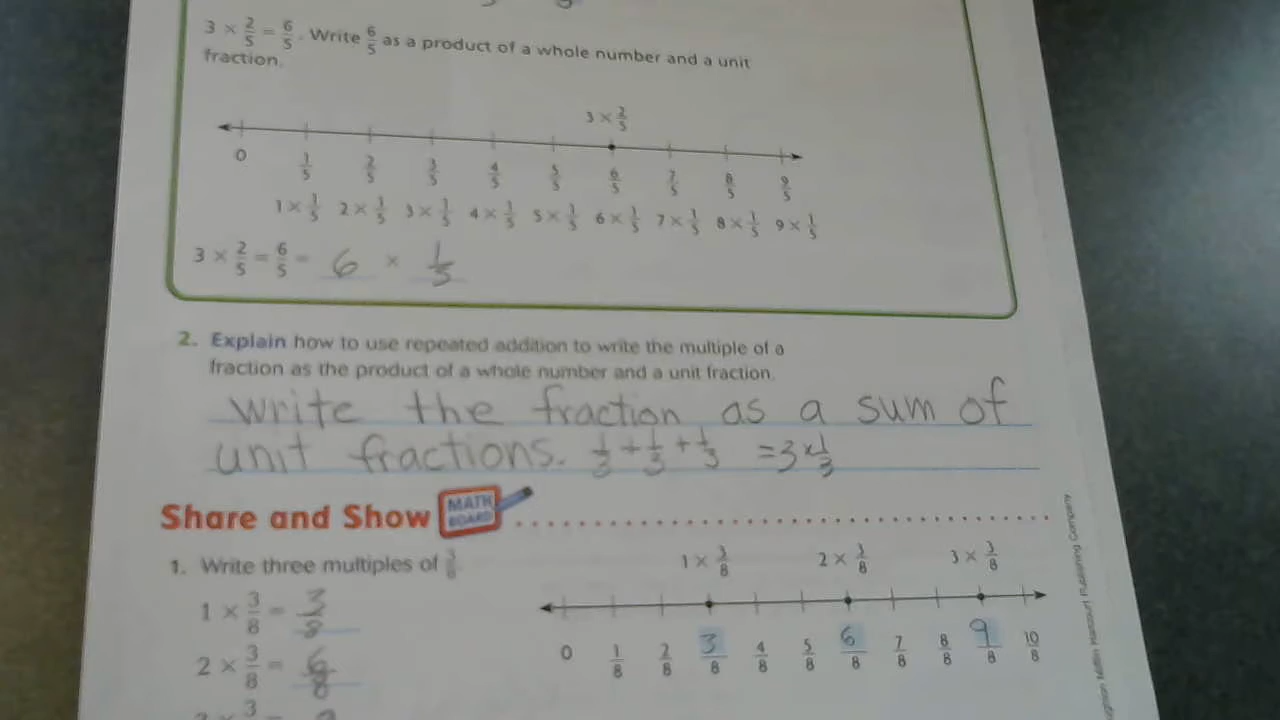 3 × 2/5 = 6/5. Write 6/5 as a product of a whole number and a unit
fraction.
3 × 2/5
0 1/5 2/5 3/5 4/5 5/5 6/5 7/5 8/5 9/5
1 × 1/5 2 × 1/5 3 × 1/5 4 × 1/5 5 × 1/5 6 × 1/5 7 × 1/5 8 × 1/5 9 × 1/5
3 × 2/5 = 6/5 = 6 × 1/5
2. Explain how to use repeated addition to write the multiple of a
fraction as the product of a whole number and a unit fraction.
Write the fraction as a sum of
unit fractions. 1/3 + 1/3 + 1/3 = 3 × 1/3
Share and Show MATH
BOARD
1. Write three multiples of 3/8
1 × 3/8 = 3/8
2 × 3/8 = 6/8
1 × 3/8 2 × 3/8 3 × 3/8
0 1/8 2/8 3/8 4/8 5/8 6/8 7/8 8/8 9/8 10/8
Mifflin Harcourt Publishing Company